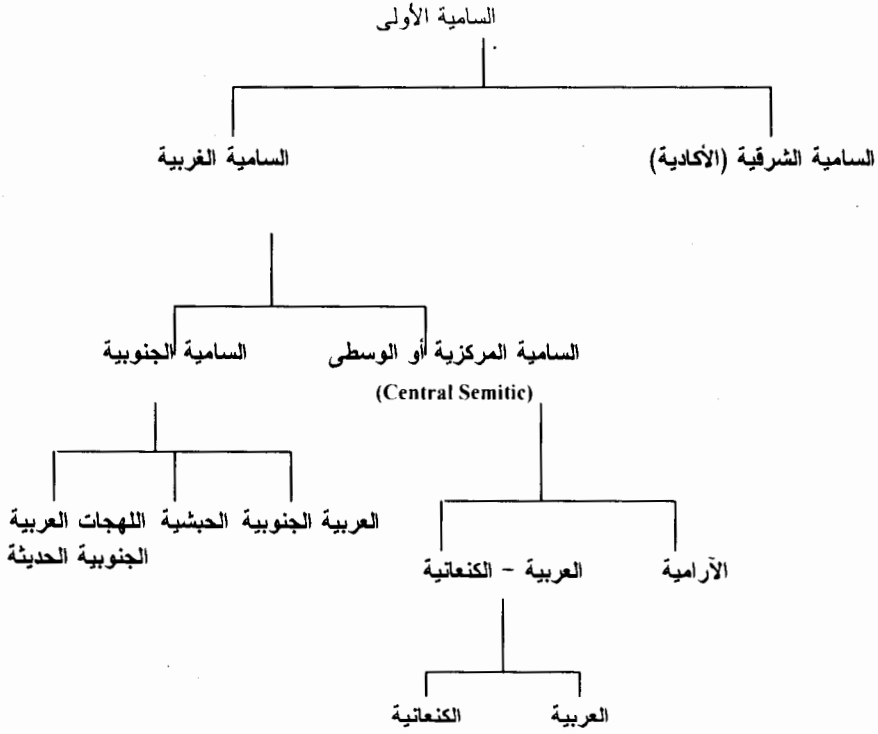 السامية الأولى
السامية الشرقية (الأكادية)
السامية الغربية
السامية المركزية أو الوسطى
(Central Semitic)
السامية الجنوبية
العربية الجنوبية
الحبشية
اللهجات العربية
الجنوبية الحديثة
الآرامية
العربية – الكنعانية
العربية
الكنعانية